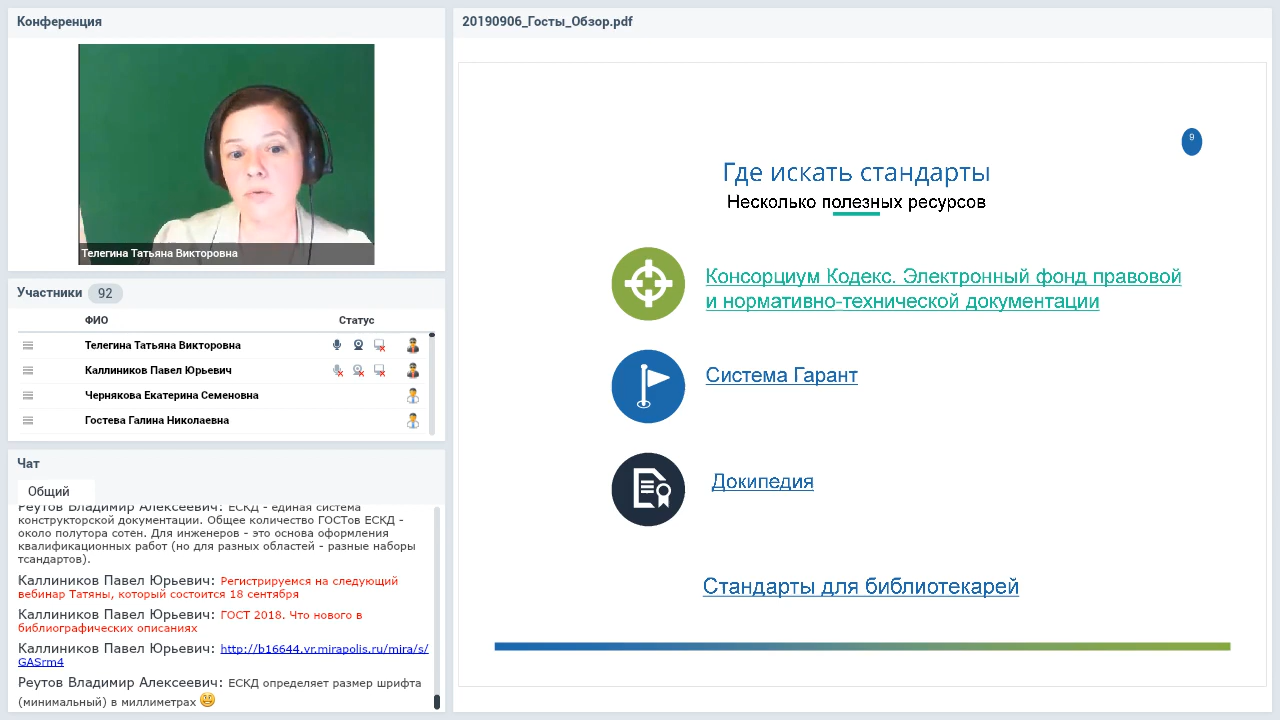 Конференция
Телегина Татьяна Викторовна
Участники 92
ФИО Статус
Телегина Татьяна Викторовна
Каллиников Павел Юрьевич
Чернякова Екатерина Семеновна
Гостева Галина Николаевна
Чат
Общий
Реутов Владимир Алексеевич: ЕСКД - единая система
конструкторской документации. Общее количество ГОСТов ЕСКД -
около полутора сотен. Для инженеров - это основа оформления
квалификационных работ (но для разных областей - разные наборы
тсандартов).
Каллиников Павел Юрьевич: Регистрируемся на следующий
вебинар Татяны, который состоится 18 сентября
Каллиников Павел Юрьевич: ГОСТ 2018. Что нового в
библиографических описаниях
Каллиников Павел Юрьевич: http://b16644.vr.mirapolis.ru/mira/s/
GASrm4
Реутов Владимир Алексеевич: ЕСКД определяет размер шрифта
(минимальный) в миллиметрах
20190906_Госты_Обзор.pdf
9
Где искать стандарты
Несколько полезных ресурсов
Консорциум Кодекс. Электронный фонд правовой
и нормативно-технической документации
Система Гарант
Докипедия
Стандарты для библиотекарей